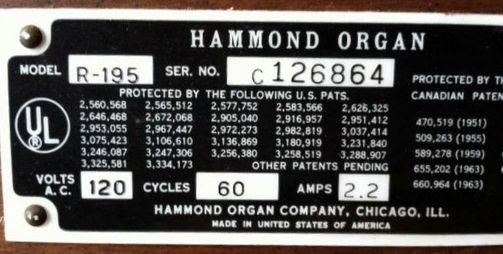 HAMMOND ORGAN
MODEL R-195 SER. NO. C 126864
PROTECTED BY THE FOLLOWING U.S. PATS.
2,560,568 2,565,512 2,577,752 2,583,566 2,626,325
2,646,468 2,672,068 2,905,040 2,916,957 2,951,412
2,953,055 2,967,447 2,972,273 2,982,819 3,037,414
3,075,423 3,106,610 3,136,869 3,180,919 3,231,840
3,246,087 3,247,306 3,256,380 3,258,519 3,288,907
3,325,581 3,334,173
OTHER PATENTS PENDING
UL
VOLTS A.C. 120 CYCLES 60 AMPS 2.2
HAMMOND ORGAN COMPANY, CHICAGO, ILL.
MADE IN UNITED STATES OF AMERICA
PROTECTED BY
CANADIAN
470,519 (1951)
509,263 (1955)
589,278 (1959)
655,202 (1963)
660,964 (1963)